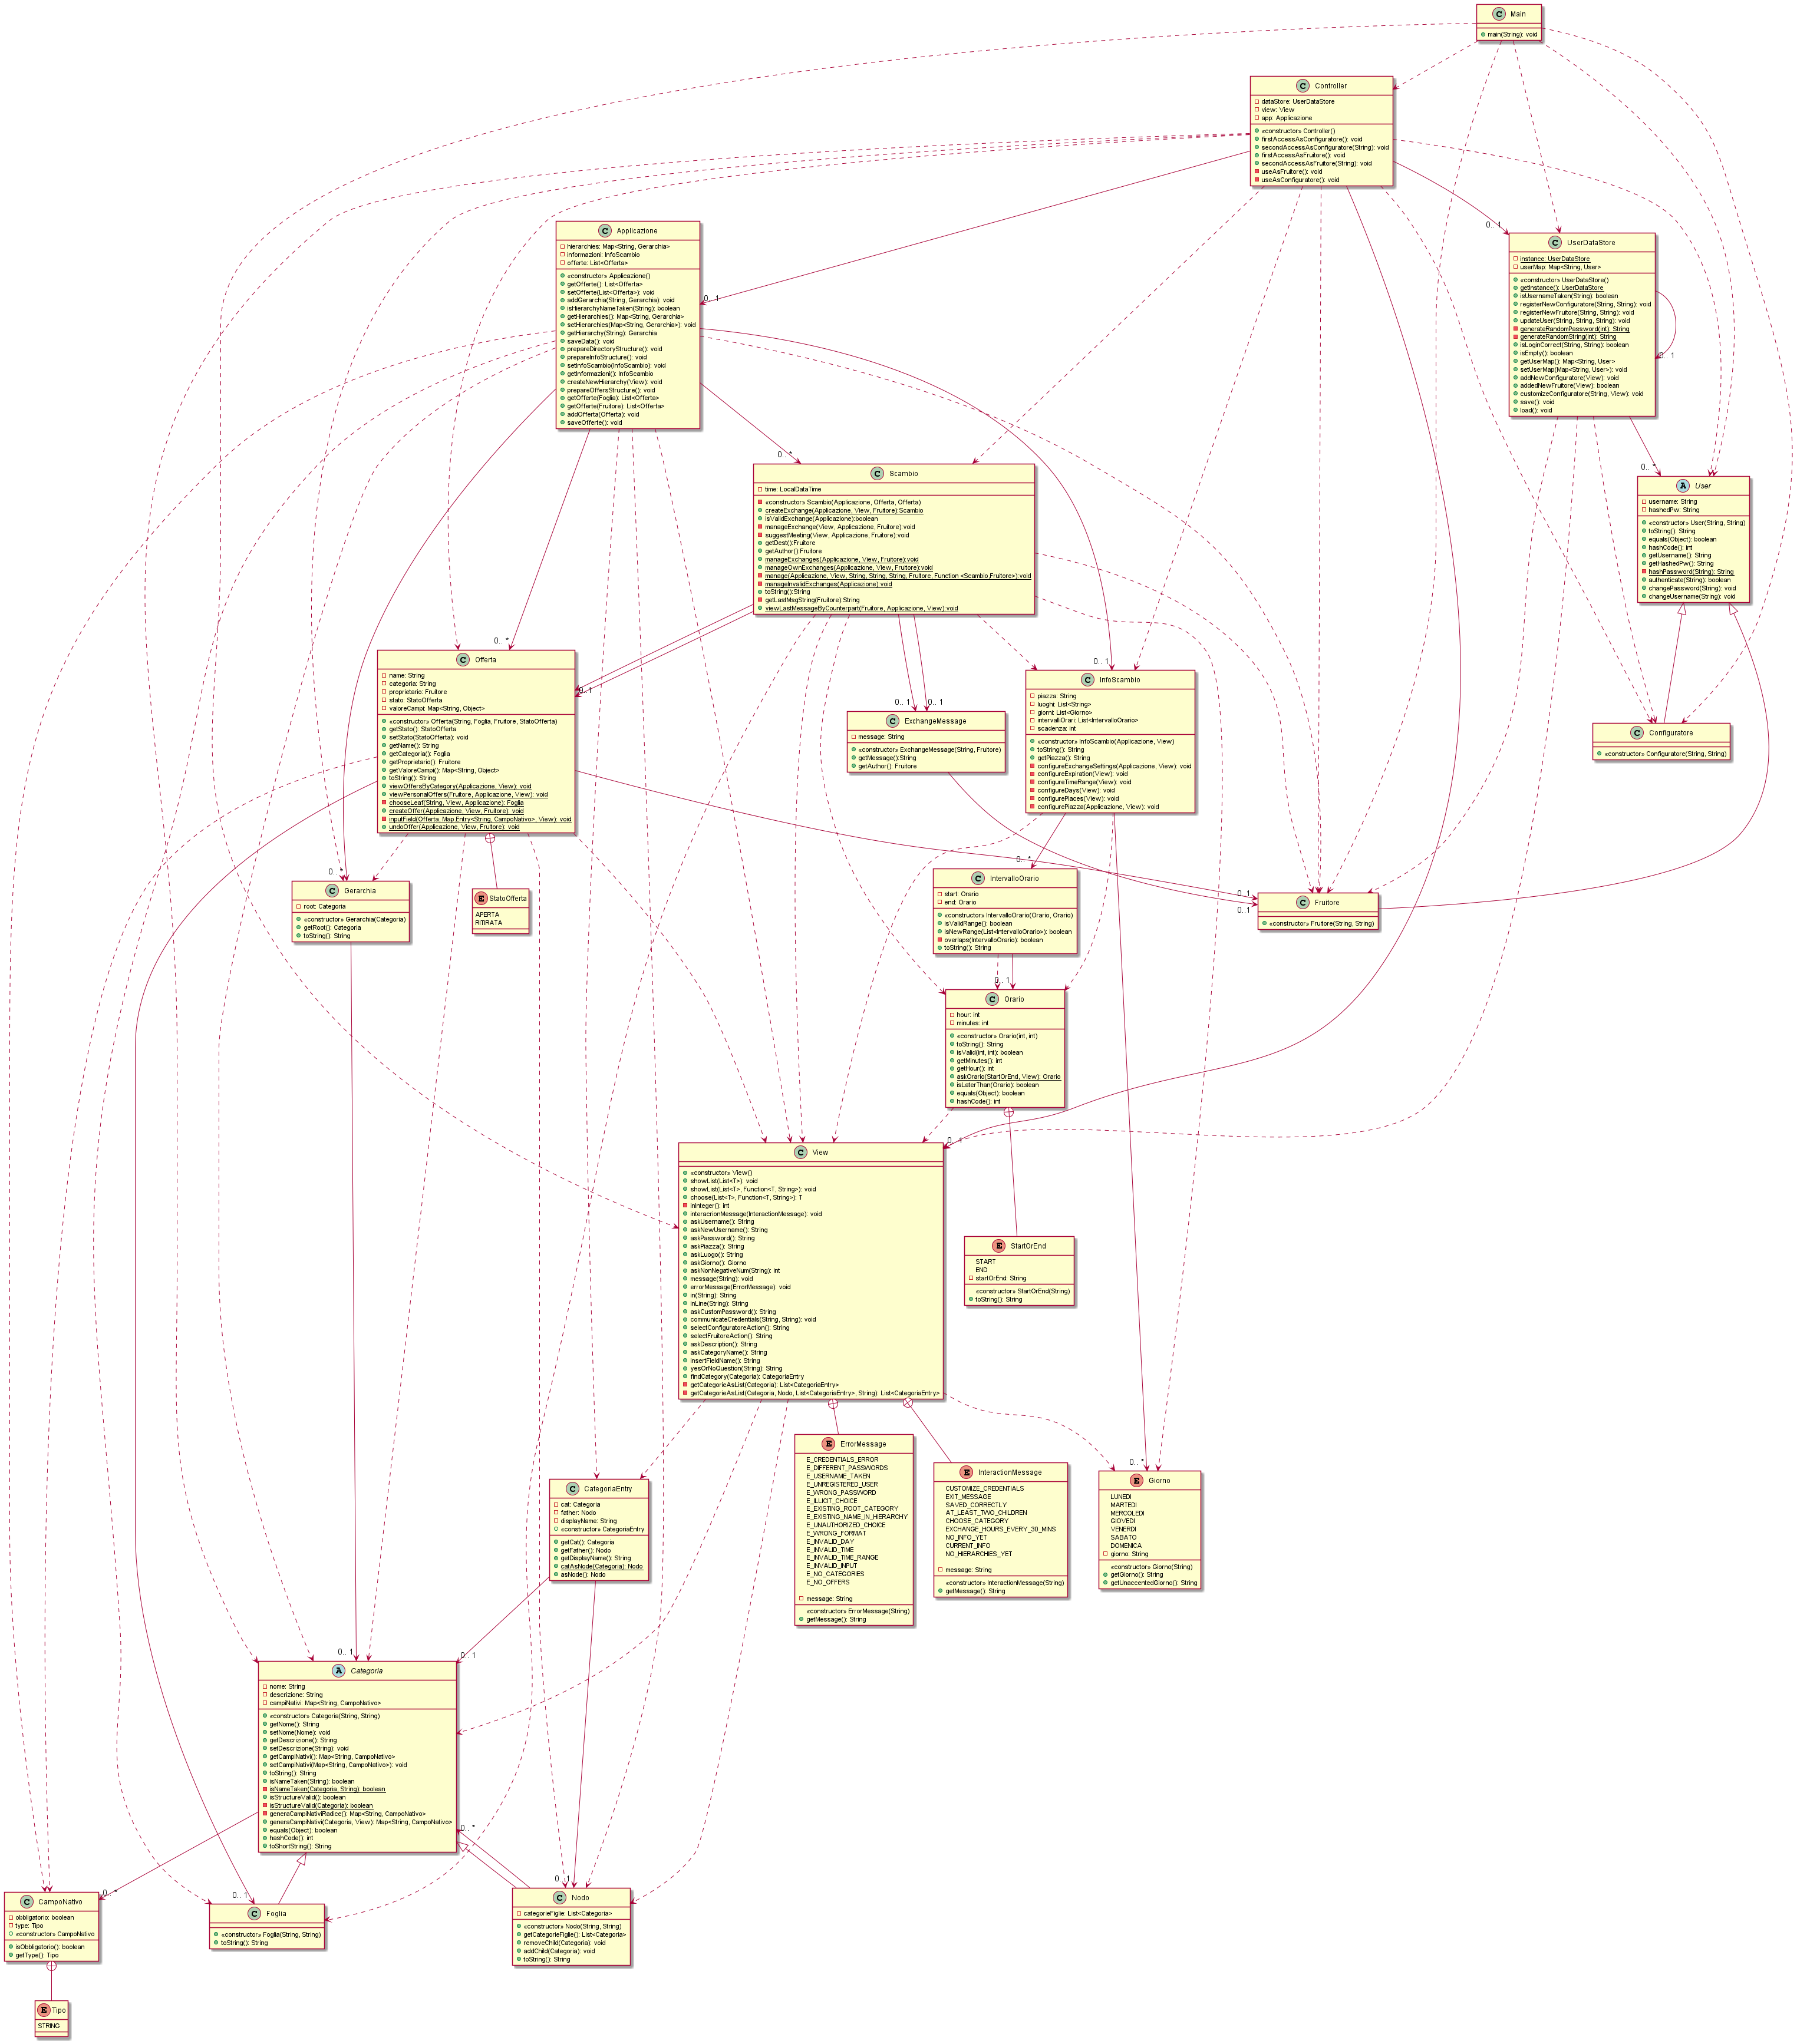 C Main
main(String): void
C Controller
dataStore: UserDataStore
view: View
app: Applicazione
«constructor» Controller()
firstAccessAsConfiguratore(): void
secondAccessAsConfiguratore(String): void
firstAccessAsFruitore(): void
secondAccessAsFruitore(String): void
useAsFruitore(): void
useAsConfiguratore(): void
C Applicazione
hierarchies: Map<String, Gerarchia>
informazioni: InfoScambio
offerte: List<Offerta>
«constructor» Applicazione()
getOfferte(): List<Offerta>
setOfferte(List<Offerta>): void
addGerarchia(String, Gerarchia): void
isHierarchyNameTaken(String): boolean
getHierarchies(): Map<String, Gerarchia>
setHierarchies(Map<String, Gerarchia>): void
getHierarchy(String): Gerarchia
saveData(): void
prepareDirectoryStructure(): void
prepareInfoStructure(): void
setInfoScambio(InfoScambio): void
getInformazioni(): InfoScambio
createNewHierarchy(View): void
prepareOffersStructure(): void
getOfferte(Foglia): List<Offerta>
getOfferte(Fruitore): List<Offerta>
addOfferta(Offerta): void
saveOfferte(): void
0.. 1
0.. 1
C UserDataStore
instance: UserDataStore
userMap: Map<String, User>
«constructor» UserDataStore()
getInstance(): UserDataStore
isUsernameTaken(String): boolean
registerNewConfiguratore(String, String): void
registerNewFruitore(String, String): void
updateUser(String, String, String): void
generateRandomPassword(int): String
generateRandomString(int): String
isLoginCorrect(String, String): boolean
isEmpty(): boolean
getUserMap(): Map<String, User>
setUserMap(Map<String, User>): void
addNewConfiguratore(View): void
addedNewFruitore(View): boolean
customizeConfiguratore(String, View): void
save(): void
load(): void
0.. 1
0.. *
0.. *
C Scambio
time: LocalDataTime
«constructor» Scambio(Applicazione, Offerta, Offerta)
createExchange(Applicazione, View, Fruitore):Scambio
isValidExchange(Applicazione):boolean
manageExchange(View, Applicazione, Fruitore):void
suggestMeeting(View, Applicazione, Fruitore):void
getDest():Fruitore
getAuthor():Fruitore
manageExchanges(Applicazione, View, Fruitore):void
manageOwnExchanges(Applicazione, View, Fruitore):void
manage(Applicazione, View, String, String, String, Fruitore, Function <Scambio,Fruitore>):void
manageInvalidExchanges(Applicazione):void
toString():String
getLastMsgString(Fruitore):String
viewLastMessageByCounterpart(Fruitore, Applicazione, View):void
A User
username: String
hashedPw: String
«constructor» User(String, String)
toString(): String
equals(Object): boolean
hashCode(): int
getUsername(): String
getHashedPw(): String
hashPassword(String): String
authenticate(String): boolean
changePassword(String): void
changeUsername(String): void
0.. *
0.. 1
C Offerta
name: String
categoria: String
proprietario: Fruitore
stato: StatoOfferta
valoreCampi: Map<String, Object>
«constructor» Offerta(String, Foglia, Fruitore, StatoOfferta)
getStato(): StatoOfferta
setStato(StatoOfferta): void
getName(): String
getCategoria(): Foglia
getProprietario(): Fruitore
getValoreCampi(): Map<String, Object>
toString(): String
viewOffersByCategory(Applicazione, View): void
viewPersonalOffers(Fruitore, Applicazione, View): void
chooseLeaf(String, View, Applicazione): Foglia
createOffer(Applicazione, View, Fruitore): void
inputField(Offerta, Map.Entry<String, CampoNativo>, View): void
undoOffer(Applicazione, View, Fruitore): void
C InfoScambio
piazza: String
luoghi: List<String>
giorni: List<Giorno>
intervalliOrari: List<IntervalloOrario>
scadenza: int
«constructor» InfoScambio(Applicazione, View)
toString(): String
getPiazza(): String
configureExchangeSettings(Applicazione, View): void
configureExpiration(View): void
configureTimeRange(View): void
configureDays(View): void
configurePlaces(View): void
configurePiazza(Applicazione, View): void
0.. 1
0.. 1
C ExchangeMessage
message: String
«constructor» ExchangeMessage(String, Fruitore)
getMessage():String
getAuthor(): Fruitore
C Configuratore
«constructor» Configuratore(String, String)
0.. *
C Gerarchia
root: Categoria
«constructor» Gerarchia(Categoria)
getRoot(): Categoria
toString(): String
E StatoOfferta
APERTA
RITIRATA
0.. *
C IntervalloOrario
start: Orario
end: Orario
«constructor» IntervalloOrario(Orario, Orario)
isValidRange(): boolean
isNewRange(List<IntervalloOrario>): boolean
overlaps(IntervalloOrario): boolean
toString(): String
0..1
0..1
C Fruitore
«constructor» Fruitore(String, String)
C Orario
hour: int
minutes: int
«constructor» Orario(int, int)
toString(): String
isValid(int, int): boolean
getMinutes(): int
getHour(): int
askOrario(StartOrEnd, View): Orario
isLaterThan(Orario): boolean
equals(Object): boolean
hashCode(): int
0.. 1
C View
«constructor» View()
showList(List<T>): void
showList(List<T>, Function<T, String>): void
choose(List<T>, Function<T, String>): T
inInteger(): int
interacrionMessage(InteractionMessage): void
askUsername(): String
askNewUsername(): String
askPassword(): String
askPiazza(): String
askLuogo(): String
askGiorno(): Giorno
askNonNegativeNum(String): int
message(String): void
errorMessage(ErrorMessage): void
in(String): String
inLine(String): String
askCustomPassword(): String
communicateCredentials(String, String): void
selectConfiguratoreAction(): String
selectFruitoreAction(): String
askDescription(): String
askCategoryName(): String
insertFieldName(): String
yesOrNoQuestion(String): String
findCategory(Categoria): CategoriaEntry
getCategorieAsList(Categoria): List<CategoriaEntry>
getCategorieAsList(Categoria, Nodo, List<CategoriaEntry>, String): List<CategoriaEntry>
E StartOrEnd
START
END
startOrEnd: String
«constructor» StartOrEnd(String)
toString(): String
E ErrorMessage
E_CREDENTIALS_ERROR
E_DIFFERENT_PASSWORDS
E_USERNAME_TAKEN
E_UNREGISTERED_USER
E_WRONG_PASSWORD
E_ILLICIT_CHOICE
E_EXISTING_ROOT_CATEGORY
E_EXISTING_NAME_IN_HIERARCHY
E_UNAUTHORIZED_CHOICE
E_WRONG_FORMAT
E_INVALID_DAY
E_INVALID_TIME
E_INVALID_TIME_RANGE
E_INVALID_INPUT
E_NO_CATEGORIES
E_NO_OFFERS
message: String
«constructor» ErrorMessage(String)
getMessage(): String
E InteractionMessage
CUSTOMIZE_CREDENTIALS
EXIT_MESSAGE
SAVED_CORRECTLY
AT_LEAST_TWO_CHILDREN
CHOOSE_CATEGORY
EXCHANGE_HOURS_EVERY_30_MINS
NO_INFO_YET
CURRENT_INFO
NO_HIERARCHIES_YET
message: String
«constructor» InteractionMessage(String)
getMessage(): String
0.. *
E Giorno
LUNEDI
MARTEDI
MERCOLEDI
GIOVEDI
VENERDI
SABATO
DOMENICA
giorno: String
«constructor» Giorno(String)
getGiorno(): String
getUnaccentedGiorno(): String
C CategoriaEntry
cat: Categoria
father: Nodo
displayName: String
«constructor» CategoriaEntry
getCat(): Categoria
getFather(): Nodo
getDisplayName(): String
catAsNode(Categoria): Nodo
asNode(): Nodo
0.. 1
0.. 1
A Categoria
nome: String
descrizione: String
campiNativi: Map<String, CampoNativo>
«constructor» Categoria(String, String)
getNome(): String
setNome(Nome): void
getDescrizione(): String
setDescrizione(String): void
getCampiNativi(): Map<String, CampoNativo>
setCampiNativi(Map<String, CampoNativo>): void
toString(): String
isNameTaken(String): boolean
isNameTaken(Categoria, String): boolean
isStructureValid(): boolean
isStructureValid(Categoria): boolean
generaCampiNativiRadice(): Map<String, CampoNativo>
generaCampiNativi(Categoria, View): Map<String, CampoNativo>
equals(Object): boolean
hashCode(): int
toShortString(): String
0.. *
0.. *
C CampoNativo
obbligatorio: boolean
type: Tipo
«constructor» CampoNativo
isObbligatorio(): boolean
getType(): Tipo
0.. 1
C Foglia
«constructor» Foglia(String, String)
toString(): String
0.. 1
C Nodo
categorieFiglie: List<Categoria>
«constructor» Nodo(String, String)
getCategorieFiglie(): List<Categoria>
removeChild(Categoria): void
addChild(Categoria): void
toString(): String
E Tipo
STRING